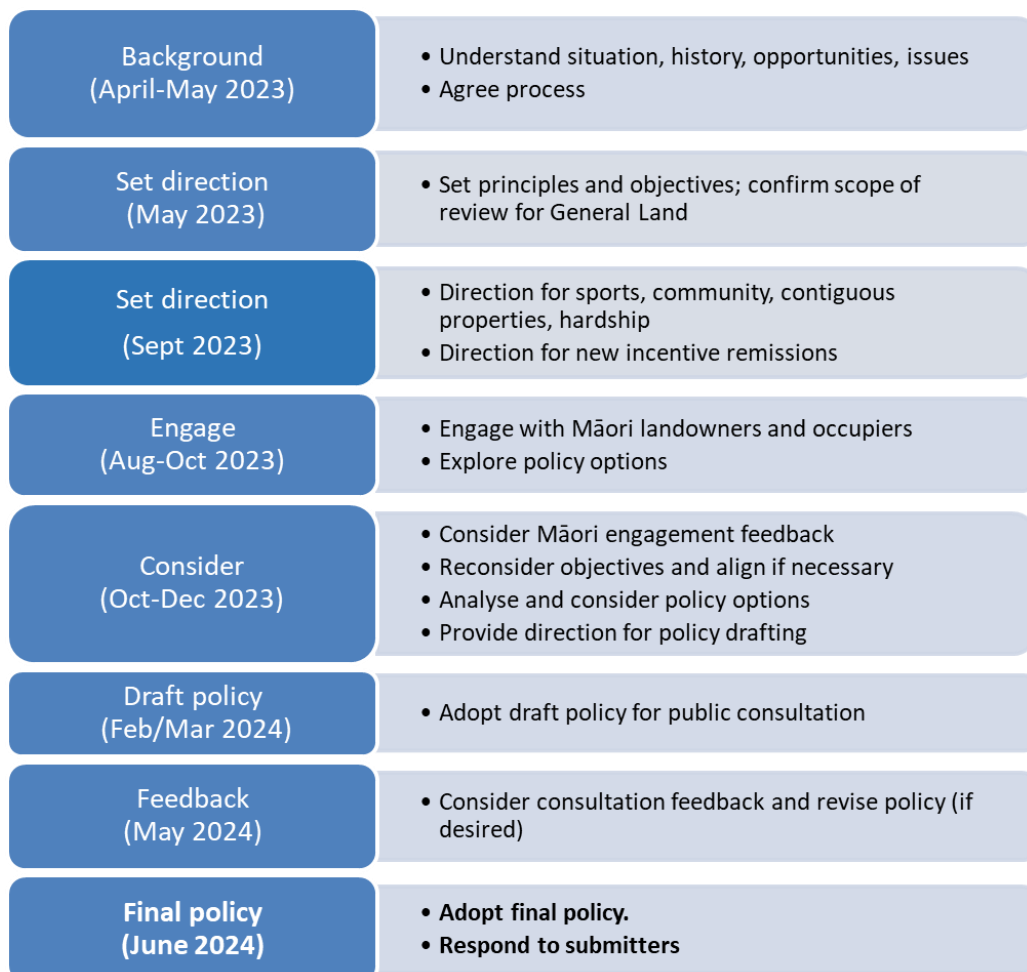 Background
(April-May 2023)
• Understand situation, history, opportunities, issues
• Agree process
Set direction
(May 2023)
• Set principles and objectives; confirm scope of
review for General Land
Set direction
(Sept 2023)
• Direction for sports, community, contiguous
properties, hardship
• Direction for new incentive remissions
Engage
(Aug-Oct 2023)
• Engage with Māori landowners and occupiers
• Explore policy options
Consider
(Oct-Dec 2023)
• Consider Māori engagement feedback
• Reconsider objectives and align if necessary
• Analyse and consider policy options
• Provide direction for policy drafting
Draft policy
(Feb/Mar 2024)
• Adopt draft policy for public consultation
Feedback
(May 2024)
• Consider consultation feedback and revise policy (if
desired)
Final policy
(June 2024)
• Adopt final policy.
• Respond to submitters